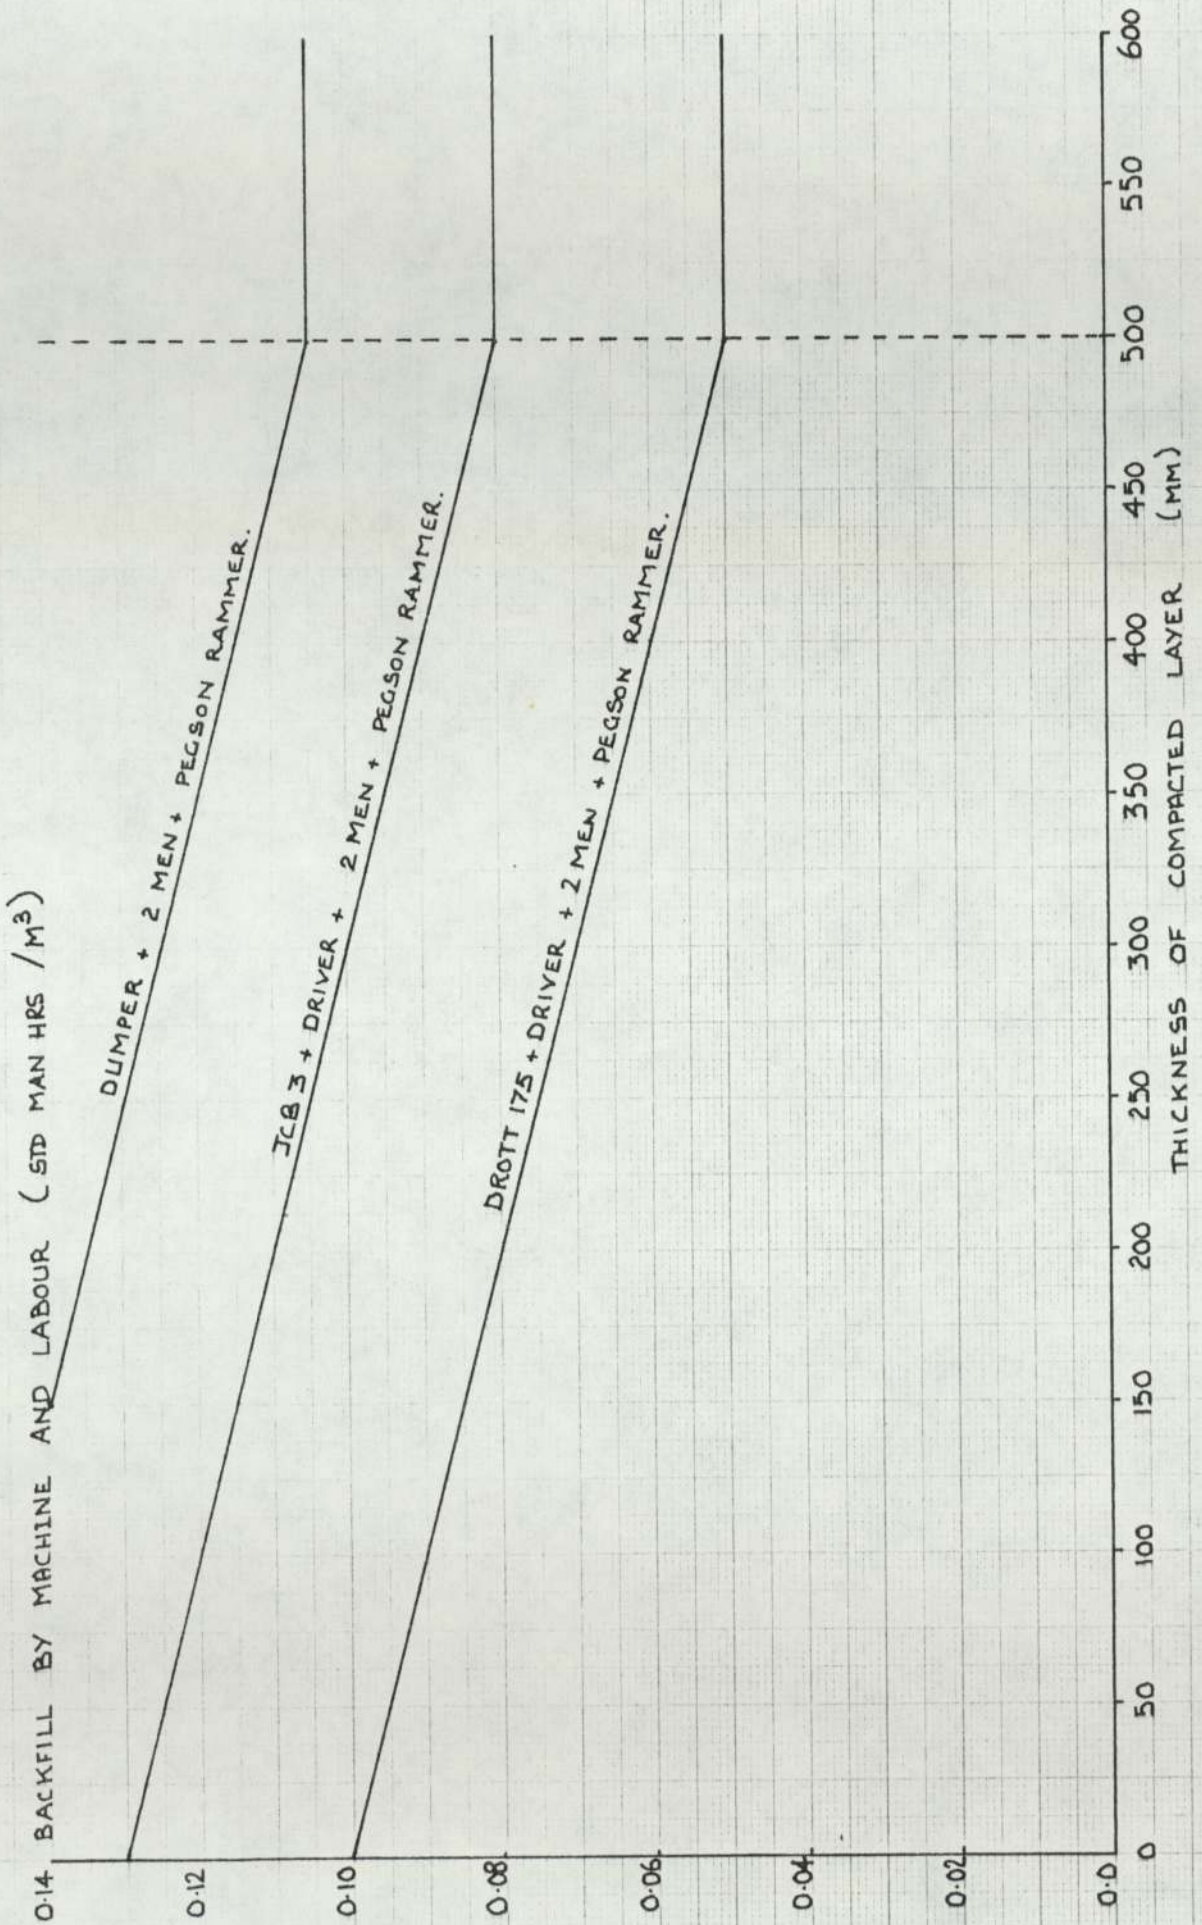 BACKFILL BY MACHINE AND LABOUR (STD MAN HRS /M³)
0·14
0·12
0·10
0·08
0·06
0·04
0·02
0·0
DUMPER + 2 MEN + PEGSON RAMMER.
JCB 3 + DRIVER + 2 MEN + PEGSON RAMMER.
DROTT 175 + DRIVER + 2 MEN + PEGSON RAMMER.
0 50 100 150 200 250 300 350 400 450 500 550 600
THICKNESS OF COMPACTED LAYER (MM)